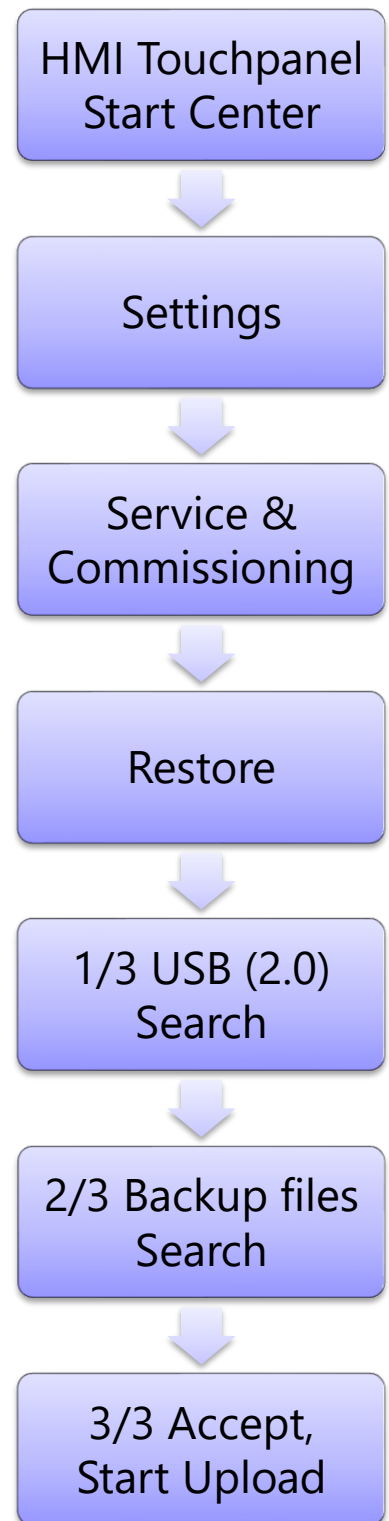 HMI Touchpanel
Start Center
Settings
Service &
Commissioning
Restore
1/3 USB (2.0)
Search
2/3 Backup files
Search
3/3 Accept,
Start Upload